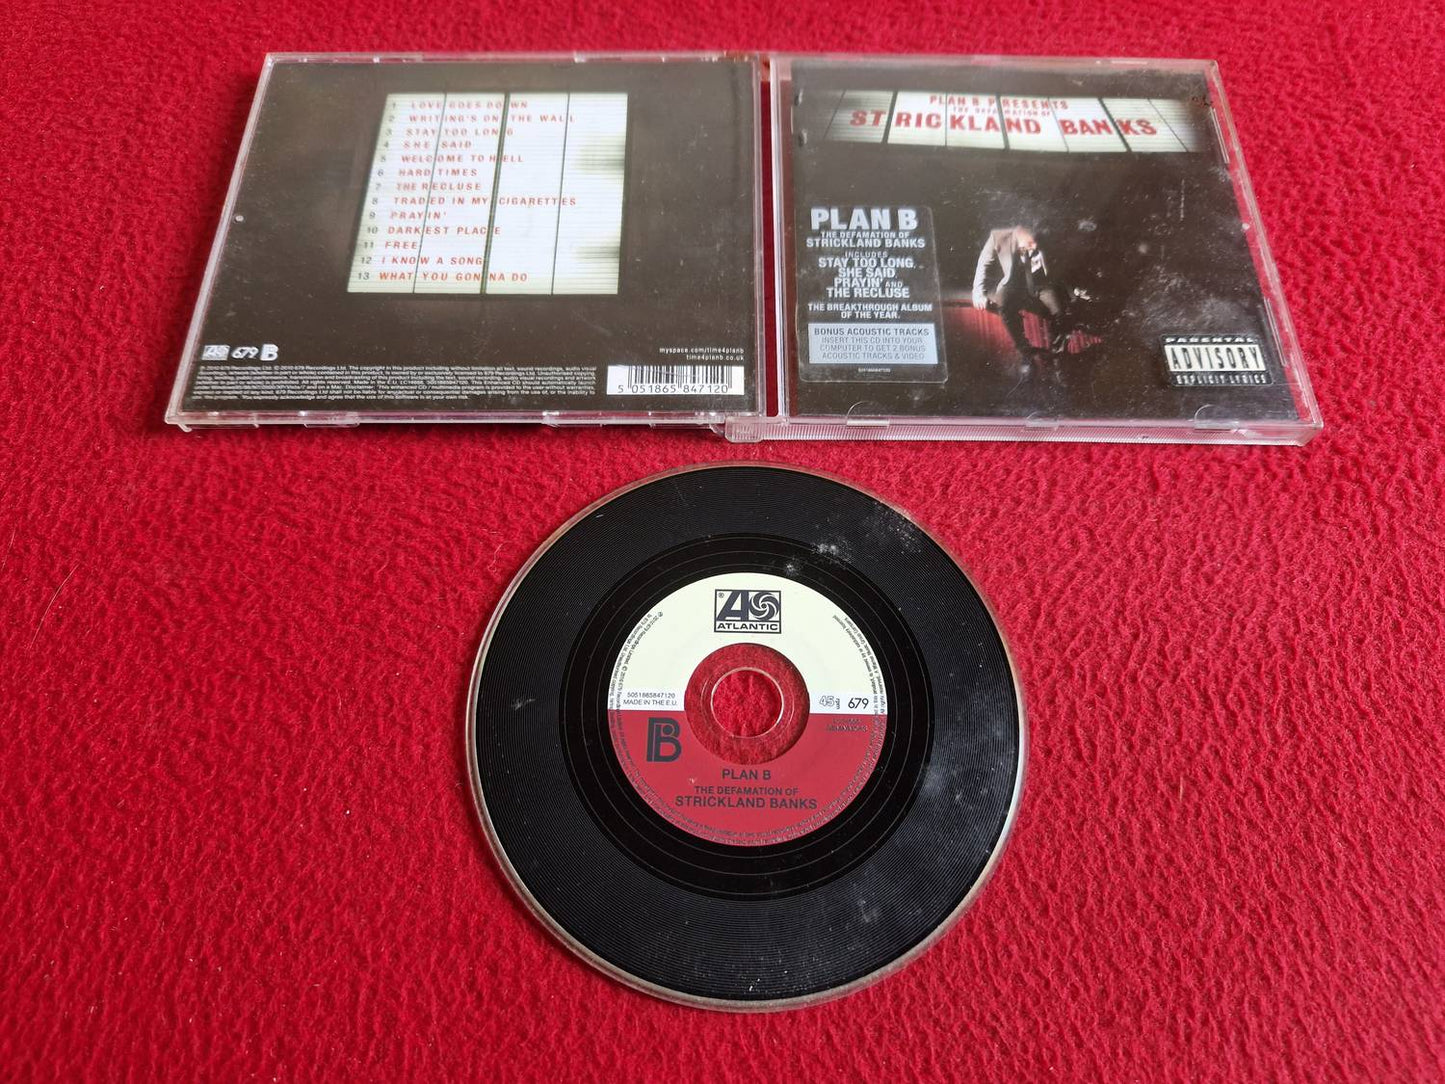 1 LOVE GOES DOWN
2 WRITING'S ON THE WALL
3 STAY TOO LONG
4 SHE SAID
5 WELCOME TO HELL
6 HARD TIMES
7 THE RECLUSE
8 TRADED IN MY CIGARETTES
9 PRAYIN'
10 DARKEST PLACE
11 FREE
12 I KNOW A SONG
13 WHAT YOU GONNA DO
679
myspace.com/time4planb
time4planb.co.uk
5 051865 847120
PLAN B PRESENTS
THE DEFAMATION OF
STRICKLAND BANKS
PLAN B
THE DEFAMATION OF
STRICKLAND BANKS
INCLUDES
STAY TOO LONG,
SHE SAID
PRAYIN' AND
THE RECLUSE
THE BREAKTHROUGH ALBUM
OF THE YEAR.
BONUS ACOUSTIC TRACKS
INSERT THIS CD INTO YOUR
COMPUTER TO GET 2 BONUS
ACOUSTIC TRACKS & VIDEO
PARENTAL
ADVISORY
EXPLICIT LYRICS
ATLANTIC
5051865847120
MADE IN THE E.U.
45 679
B
PLAN B
THE DEFAMATION OF
STRICKLAND BANKS